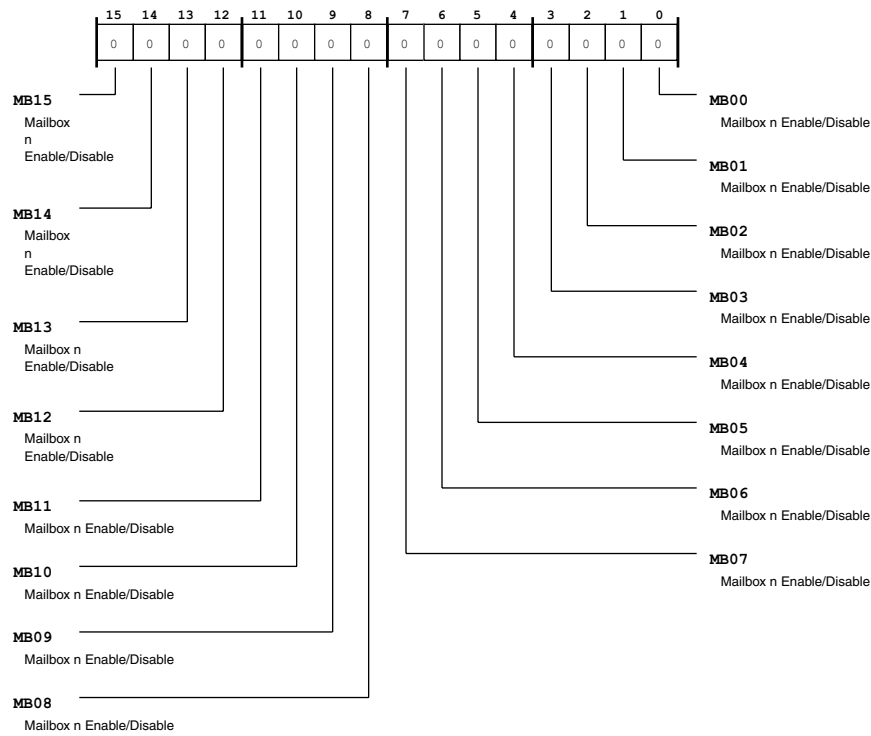 15 14 13 12 11 10 9 8 7 6 5 4 3 2 1 0
0 0 0 0 0 0 0 0 0 0 0 0 0 0 0 0
MB15
Mailbox
n
Enable/Disable
MB14
Mailbox
n
Enable/Disable
MB13
Mailbox n
Enable/Disable
MB12
Mailbox n
Enable/Disable
MB11
Mailbox n Enable/Disable
MB10
Mailbox n Enable/Disable
MB09
Mailbox n Enable/Disable
MB08
Mailbox n Enable/Disable
MB00
Mailbox n Enable/Disable
MB01
Mailbox n Enable/Disable
MB02
Mailbox n Enable/Disable
MB03
Mailbox n Enable/Disable
MB04
Mailbox n Enable/Disable
MB05
Mailbox n Enable/Disable
MB06
Mailbox n Enable/Disable
MB07
Mailbox n Enable/Disable